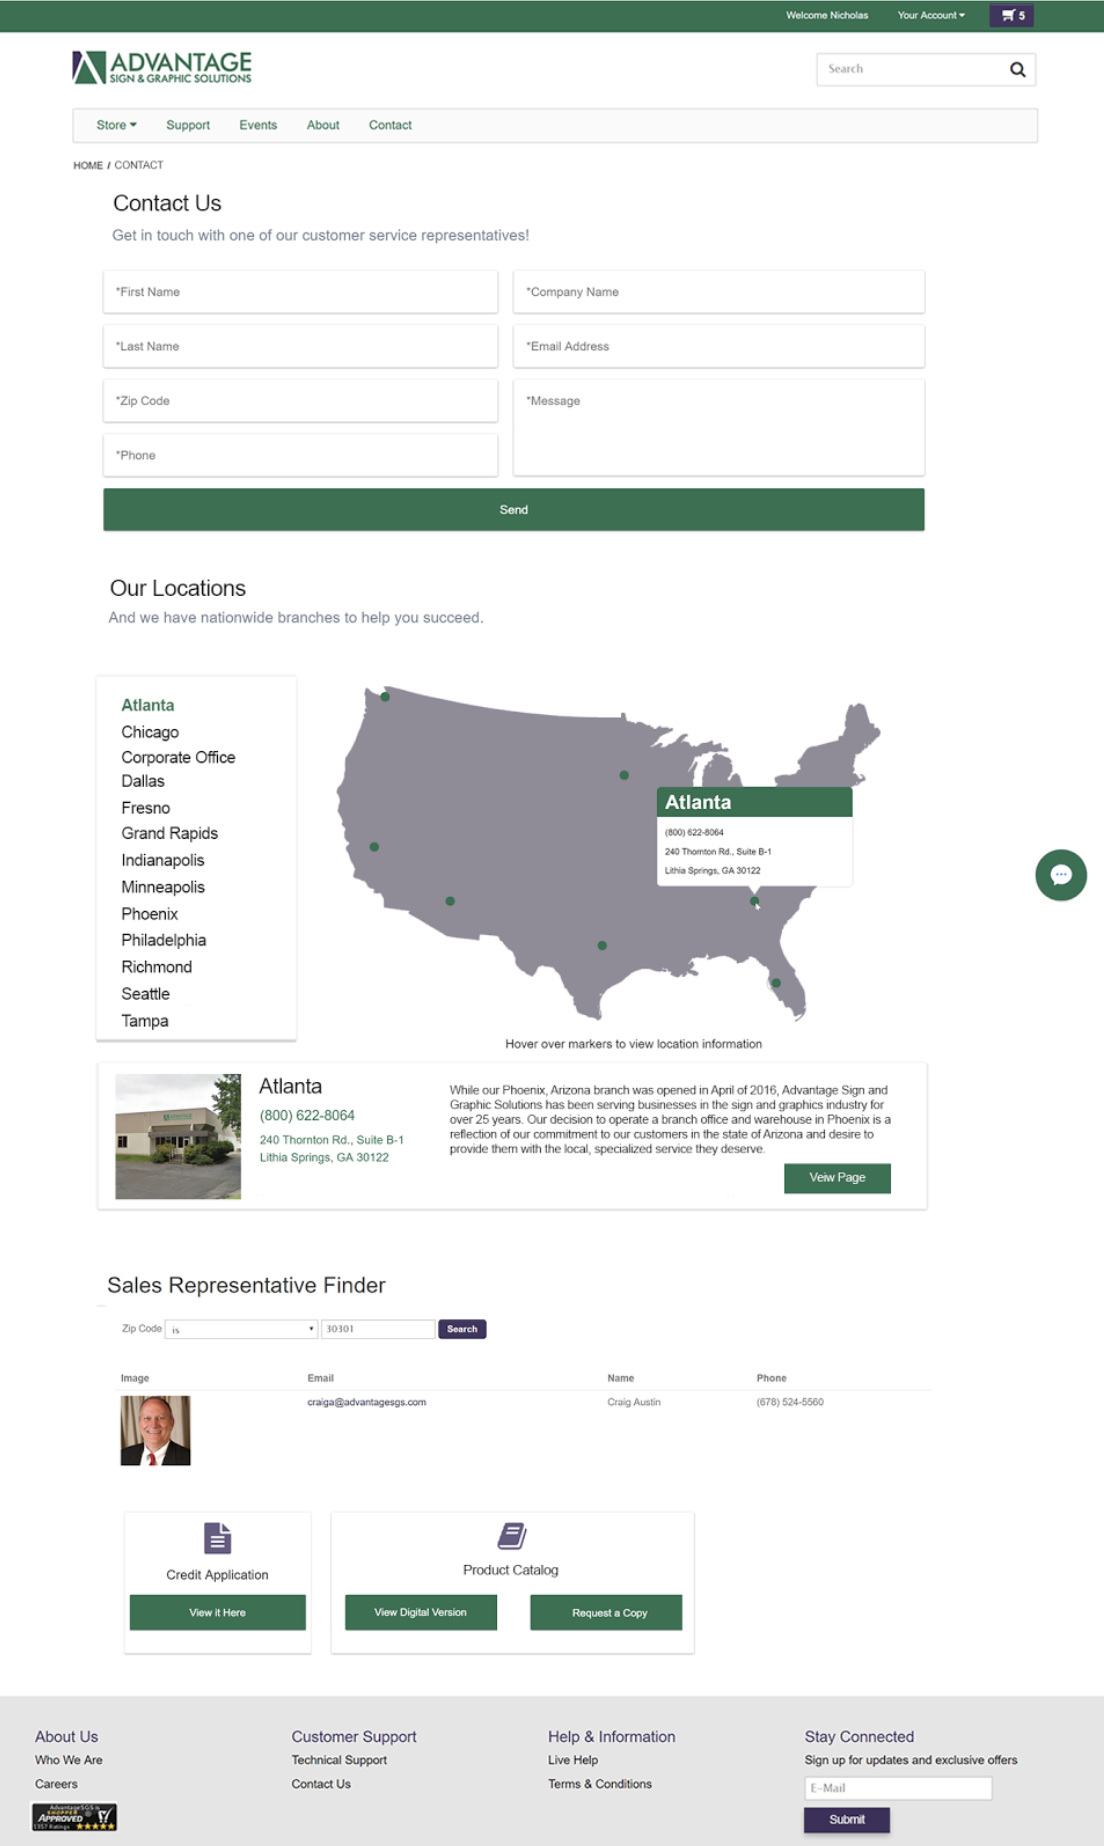 Welcome Nicholas
Your Account
5
ADVANTAGE
SIGN & GRAPHIC SOLUTIONS
Search
Store
Support
Events
About
Contact
HOME / CONTACT
Contact Us
Get in touch with one of our customer service representatives!
*First Name
*Company Name
*Last Name
*Email Address
*Zip Code
*Message
*Phone
Send
Our Locations
And we have nationwide branches to help you succeed.
Atlanta
Chicago
Corporate Office
Dallas
Fresno
Grand Rapids
Indianapolis
Minneapolis
Phoenix
Philadelphia
Richmond
Seattle
Tampa
Atlanta
(800) 622-8064
240 Thornton Rd., Suite B-1
Lithia Springs, GA 30122
Hover over markers to view location information
Atlanta
(800) 622-8064
240 Thornton Rd., Suite B-1
Lithia Springs, GA 30122
While our Phoenix, Arizona branch was opened in April of 2016, Advantage Sign and
Graphic Solutions has been serving businesses in the sign and graphics industry for
over 25 years. Our decision to operate a branch office and warehouse in Phoenix is a
reflection of our commitment to our customers in the state of Arizona and desire to
provide them with the local, specialized service they deserve.
Veiw Page
Sales Representative Finder
Zip Code
is
30301
Search
Image
Email
Name
Phone
craiga@advantagesgs.com
Craig Austin
(678) 524-5560
Credit Application
View it Here
Product Catalog
View Digital Version
Request a Copy
About Us
Who We Are
Careers
AdvantageSGS is
SHOPPER
APPROVED
1357 Ratings
Customer Support
Technical Support
Contact Us
Help & Information
Live Help
Terms & Conditions
Stay Connected
Sign up for updates and exclusive offers
E-Mail
Submit